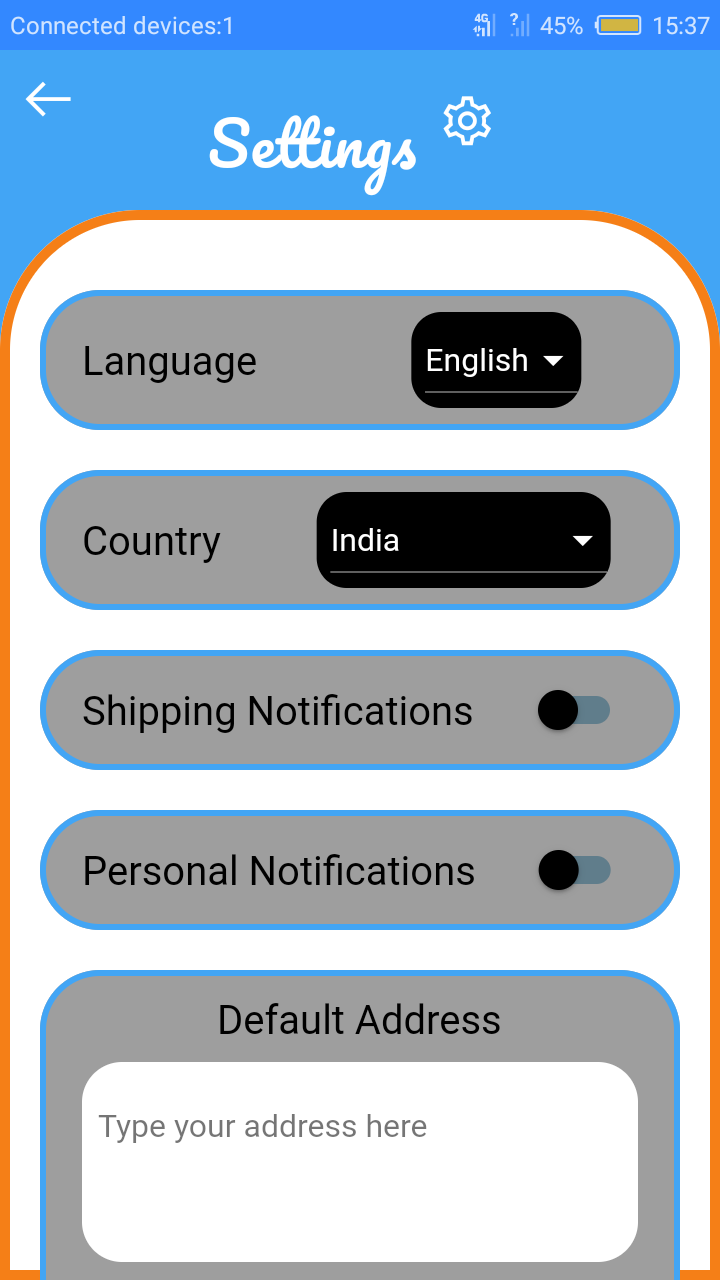 Connected devices:1 4G ? 45% 15:37
Settings
Language English
Country India
Shipping Notifications
Personal Notifications
Default Address
Type your address here